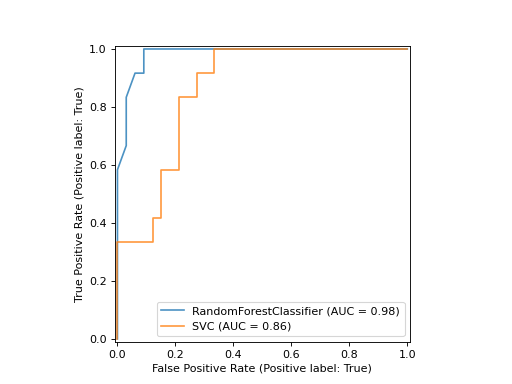 1.0
0.8
0.6
0.4
0.2
0.0
True Positive Rate (Positive label: True)
RandomForestClassifier (AUC = 0.98)
SVC (AUC = 0.86)
0.0 0.2 0.4 0.6 0.8 1.0
False Positive Rate (Positive label: True)